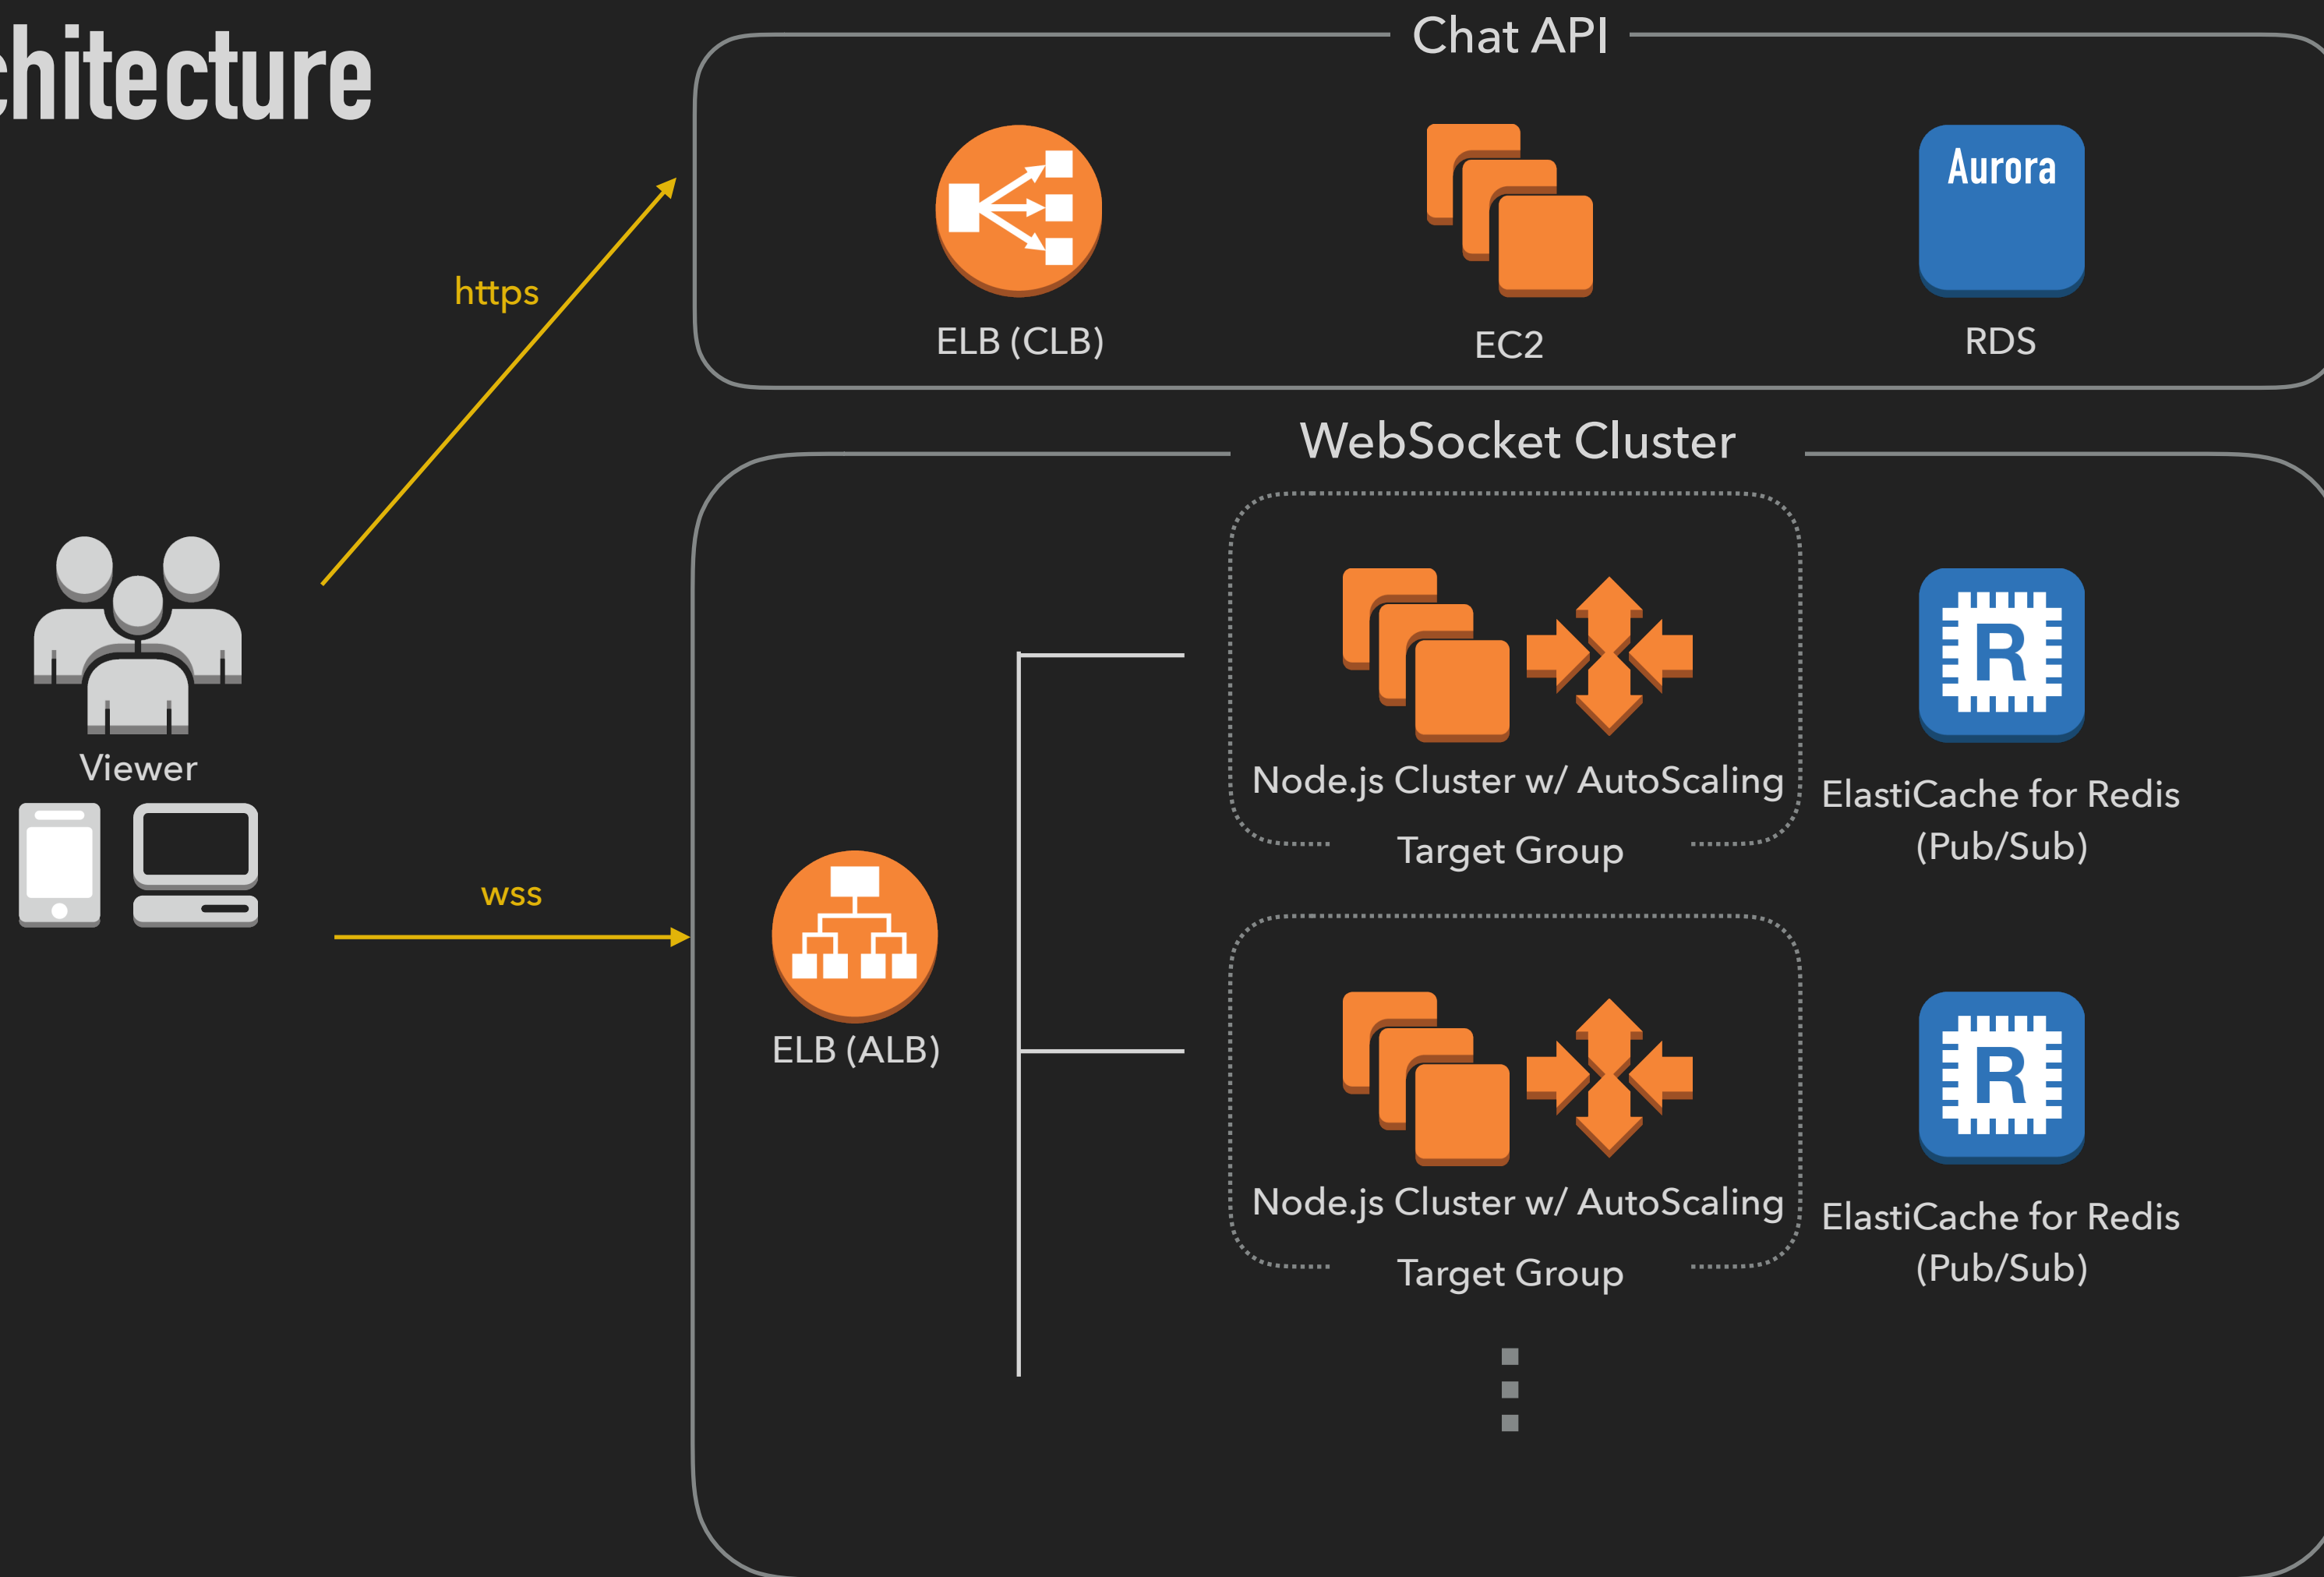 chitecture
Chat API
Aurora
ELB (CLB)
EC2
RDS
https
WebSocket Cluster
Viewer
R
Node.js Cluster w/ AutoScaling
Target Group
ElastiCache for Redis
(Pub/Sub)
wss
ELB (ALB)
R
Node.js Cluster w/ AutoScaling
Target Group
ElastiCache for Redis
(Pub/Sub)